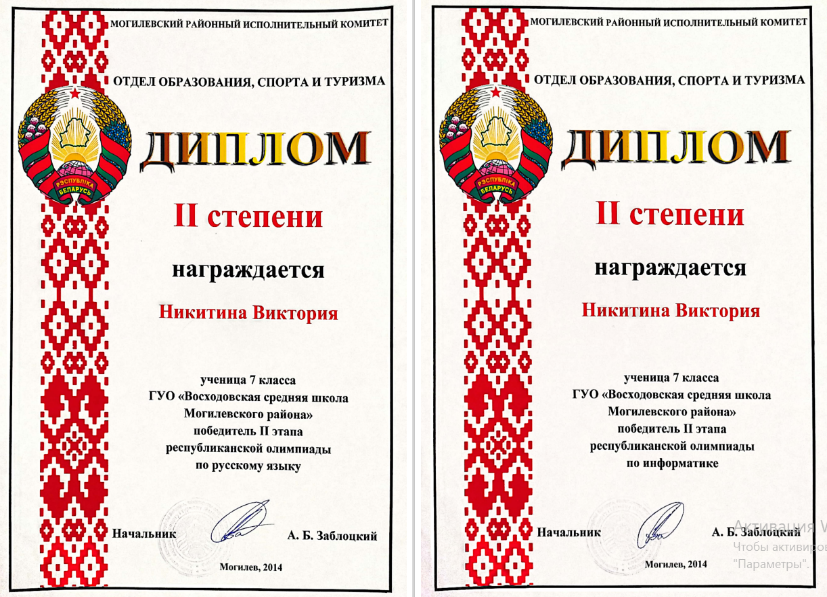 МОГИЛЕВСКИЙ РАЙОННЫЙ ИСПОЛНИТЕЛЬНЫЙ КОМИТЕТ
ОТДЕЛ ОБРАЗОВАНИЯ, СПОРТА И ТУРИЗМА
РЭСПУБЛІКА
БЕЛАРУСЬ
ДИПЛОМ
II степени
награждается
Никитина Виктория
ученица 7 класса
ГУО «Восходовская средняя школа
Могилевского района»
победитель II этапа
республиканской олимпиады
по русскому языку
Начальник
А. Б. Заблоцкий
Могилев, 2014
МОГИЛЕВСКИЙ РАЙОННЫЙ ИСПОЛНИТЕЛЬНЫЙ КОМИТЕТ
ОТДЕЛ ОБРАЗОВАНИЯ, СПОРТА И ТУРИЗМА
РЭСПУБЛІКА
БЕЛАРУСЬ
ДИПЛОМ
II степени
награждается
Никитина Виктория
ученица 7 класса
ГУО «Восходовская средняя школа
Могилевского района»
победитель II этапа
республиканской олимпиады
по информатике
Начальник
А. Б. Заблоцкий
Могилев, 2014
Активация W
Чтобы активиро
"Параметры".